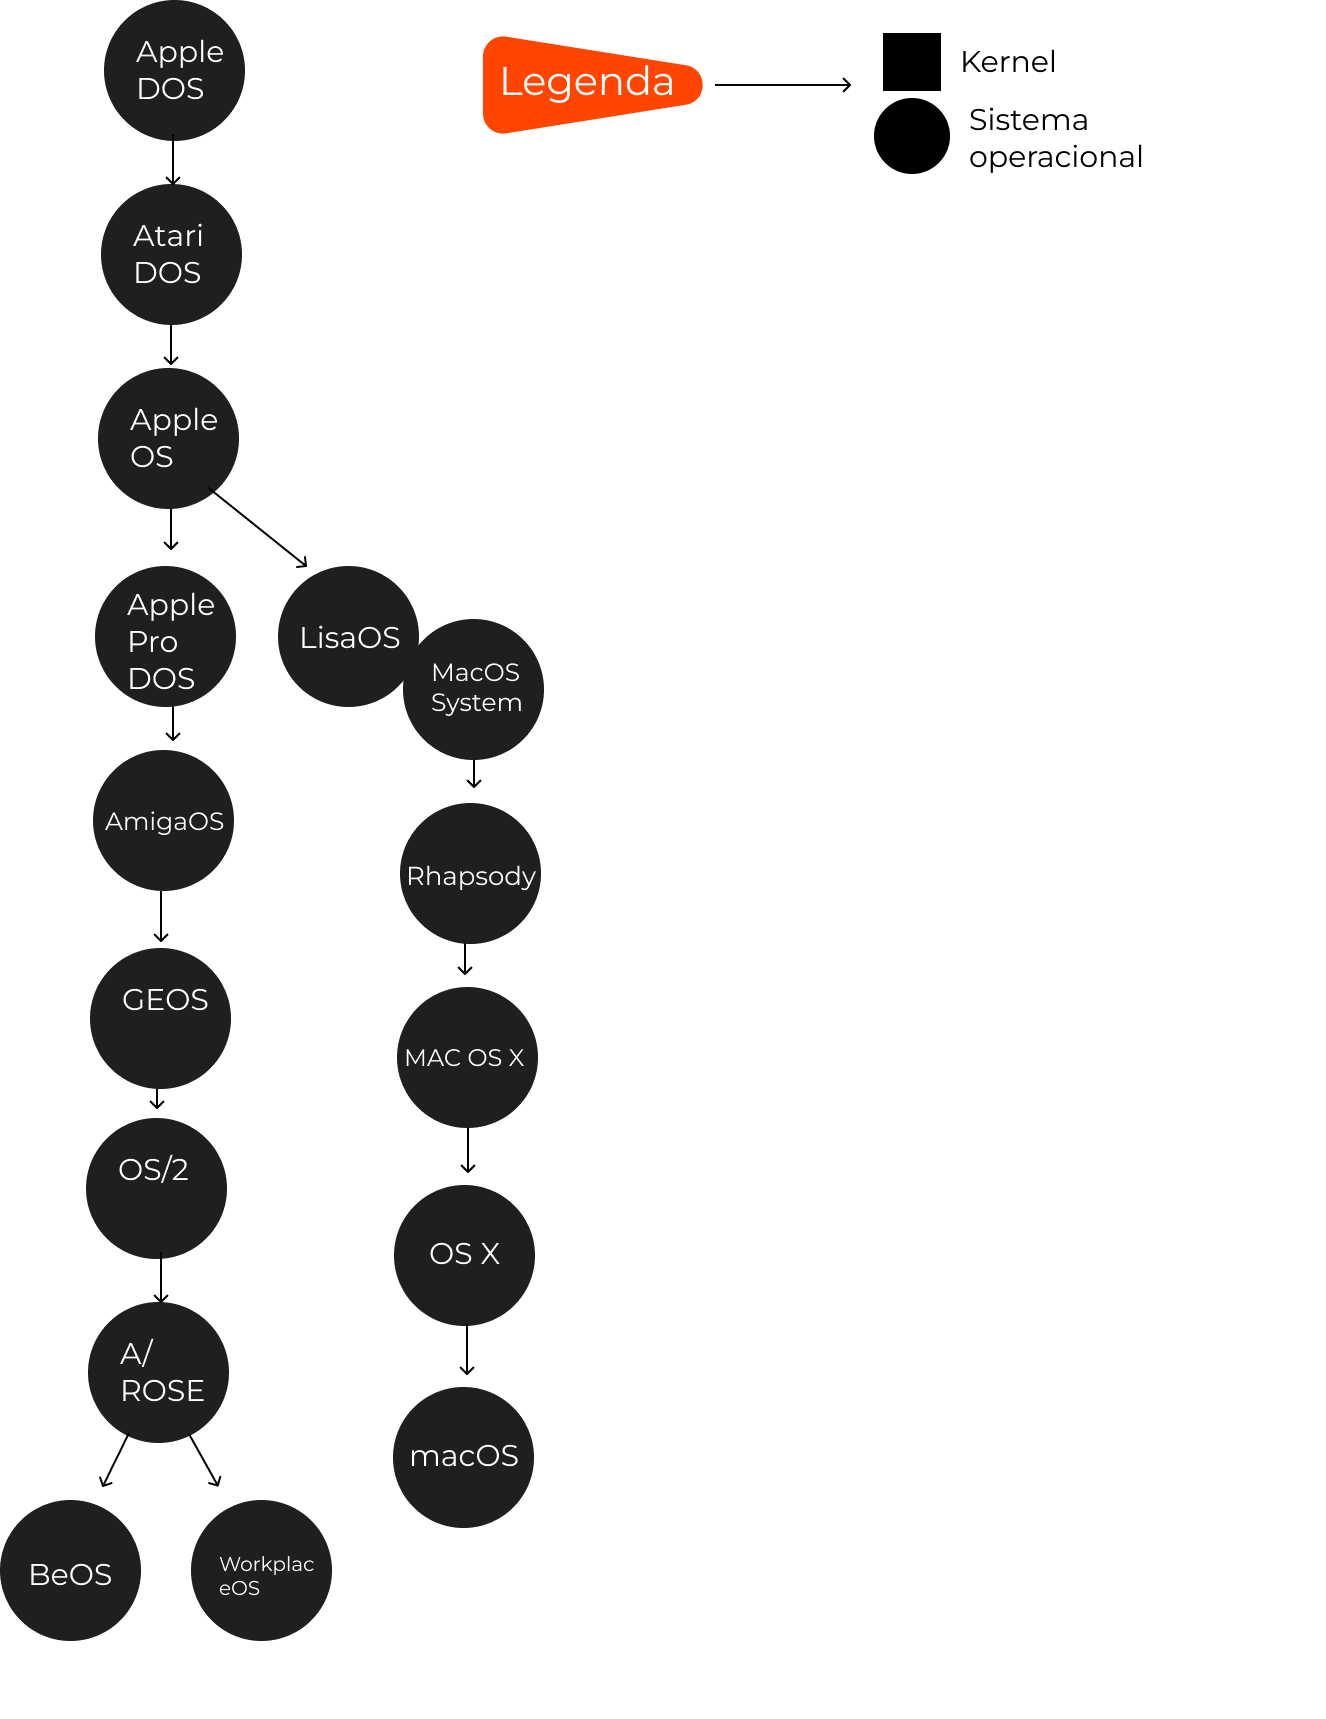 Apple
DOS
Legenda
Kernel
Sistema
operacional
Atari
DOS
Apple
OS
Apple
Pro
DOS
LisaOS
MacOS
System
AmigaOS
Rhapsody
GEOS
MAC OS X
OS/2
OS X
A/
ROSE
macOS
BeOS
Workplac
eOS